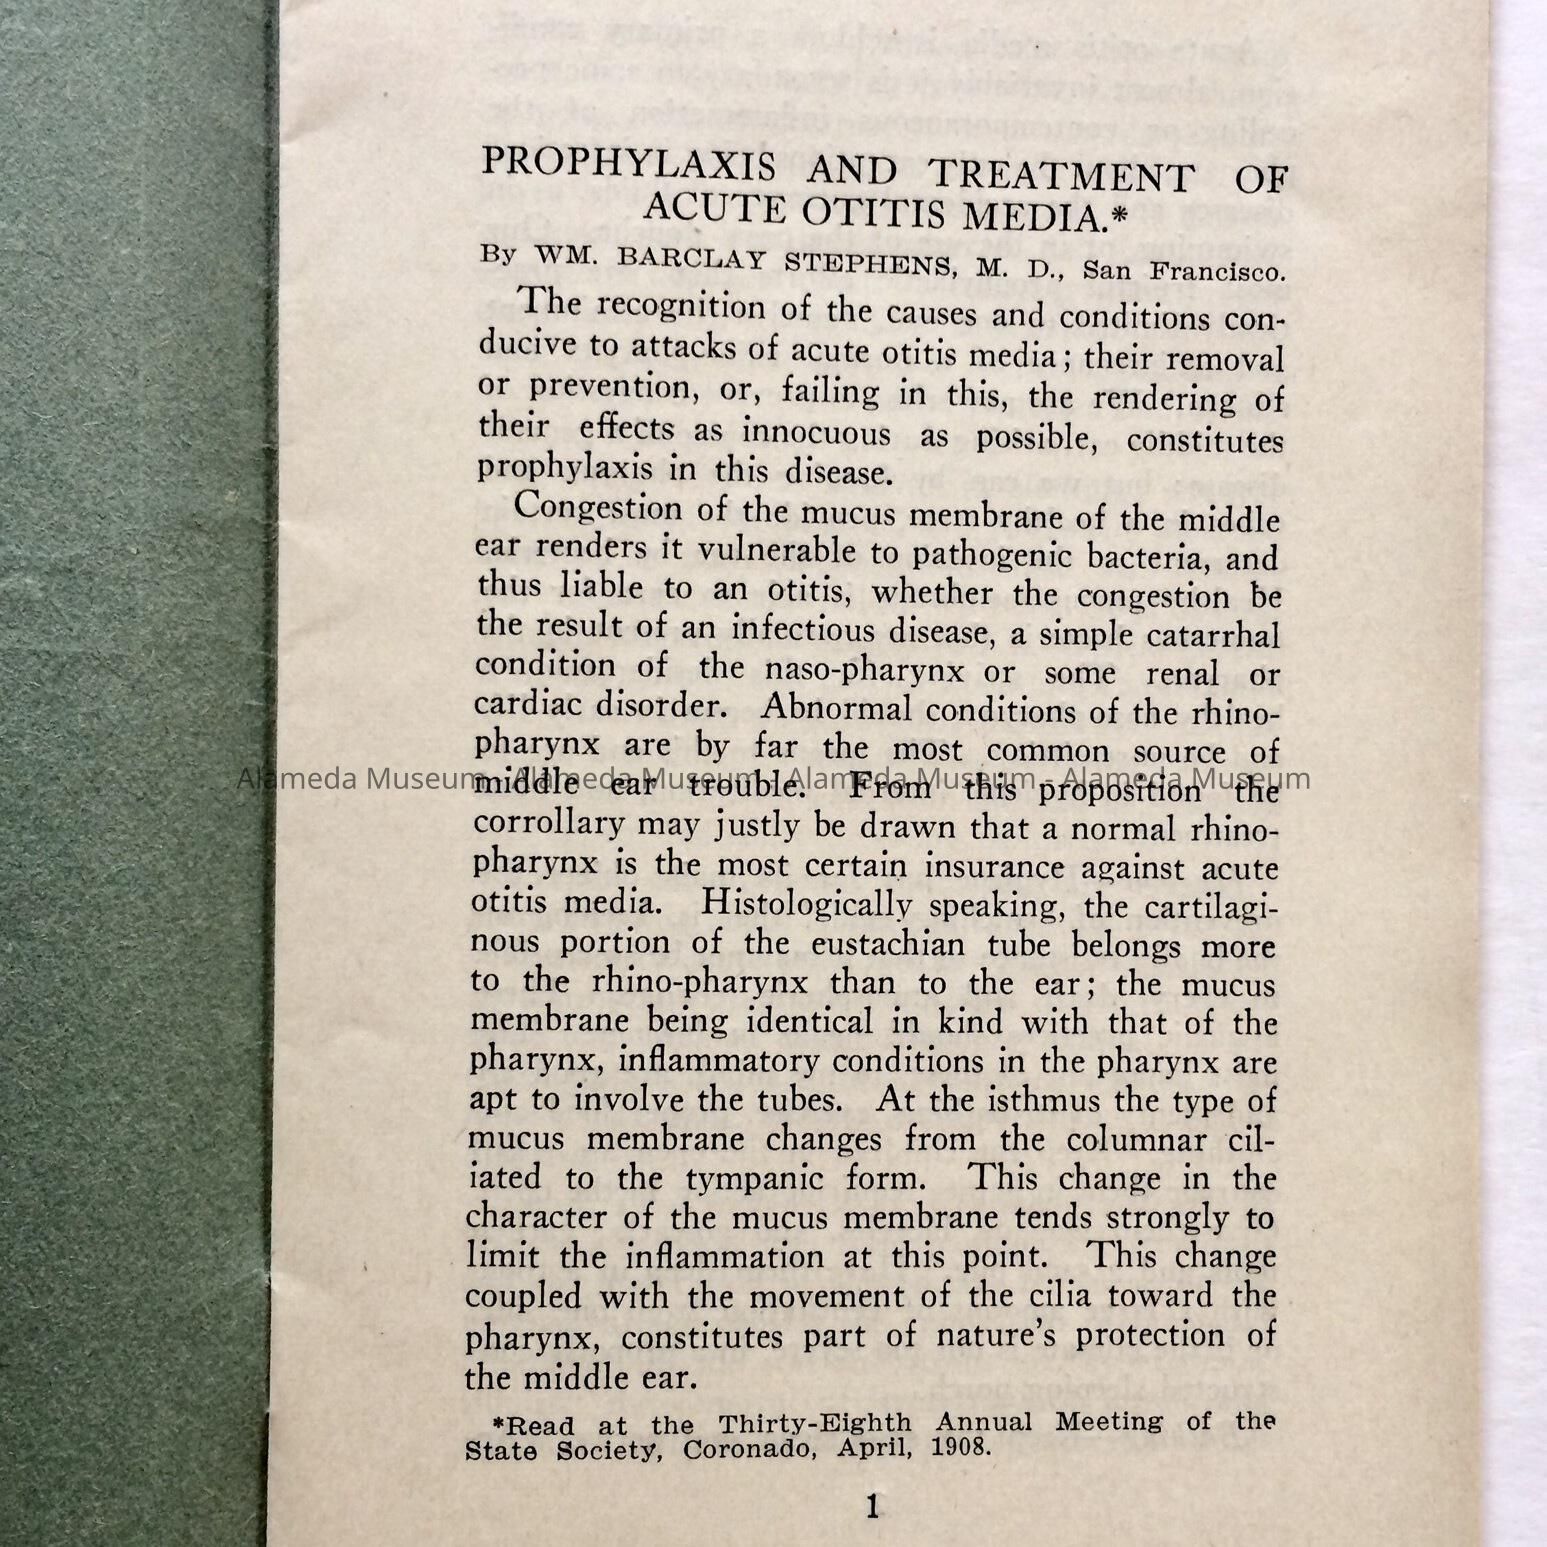 PROPHYLAXIS AND TREATMENT OF
ACUTE OTITIS MEDIA.*
By WM. BARCLAY STEPHENS, M. D., San Francisco.
The recognition of the causes and conditions con-
ducive to attacks of acute otitis media; their removal
or prevention, or, failing in this, the rendering of
their effects as innocuous as possible, constitutes
prophylaxis in this disease.
Congestion of the mucus membrane of the middle
ear renders it vulnerable to pathogenic bacteria, and
thus liable to an otitis, whether the congestion be
the result of an infectious disease, a simple catarrhal
condition of the naso-pharynx or some renal or
cardiac disorder. Abnormal conditions of the rhino-
pharynx are by far the most common source of
Alameda Museum - Alameda Museum - Alameda Museum - Alameda Museum
middle ear trouble. From this proposition the
corrollary may justly be drawn that a normal rhino-
pharynx is the most certain insurance against acute
otitis media. Histologically speaking, the cartilagi-
nous portion of the eustachian tube belongs more
to the rhino-pharynx than to the ear; the mucus
membrane being identical in kind with that of the
pharynx, inflammatory conditions in the pharynx are
apt to involve the tubes. At the isthmus the type of
mucus membrane changes from the columnar cil-
iated to the tympanic form. This change in the
character of the mucus membrane tends strongly to
limit the inflammation at this point. This change
coupled with the movement of the cilia toward the
pharynx, constitutes part of nature's protection of
the middle ear.
*Read at the Thirty-Eighth Annual Meeting of the
State Society, Coronado, April, 1908.
1